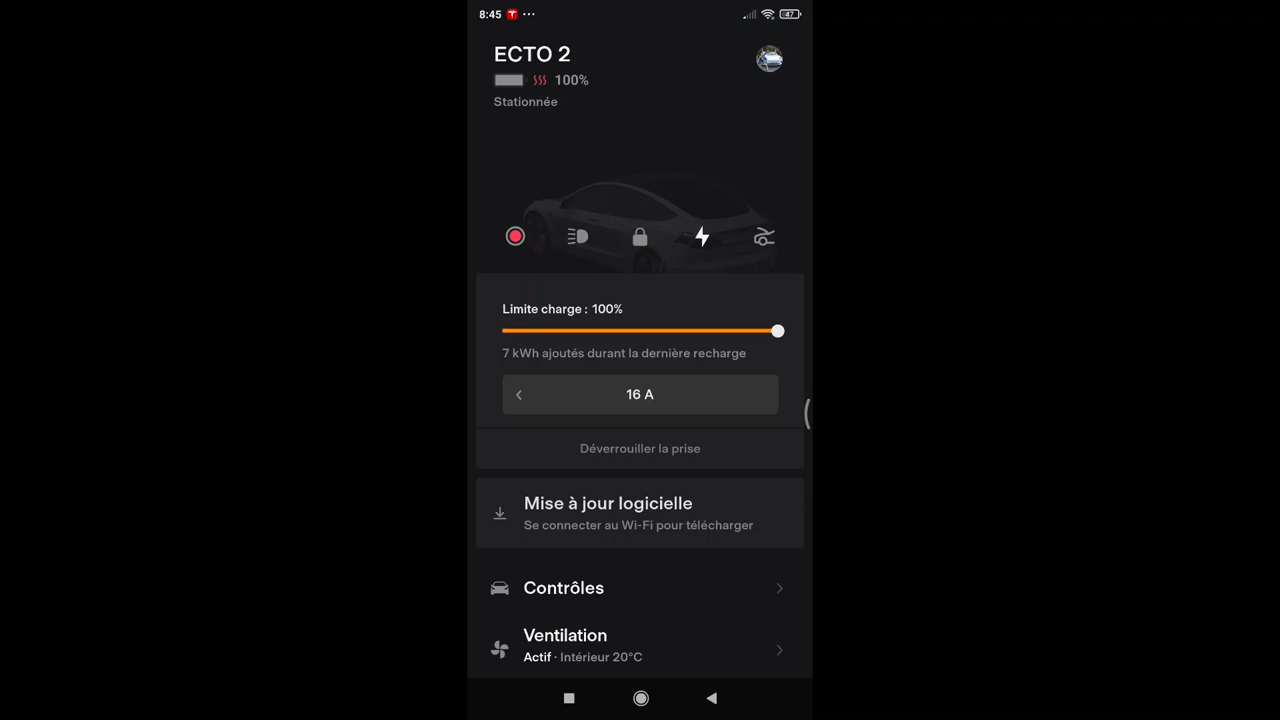 8:45 47
ECTO 2
100%
Stationnée
Limite charge : 100%
7 kWh ajoutés durant la dernière recharge
16 A
Déverrouiller la prise
Mise à jour logicielle
Se connecter au Wi-Fi pour télécharger
Contrôles
Ventilation
Actif · Intérieur 20°C